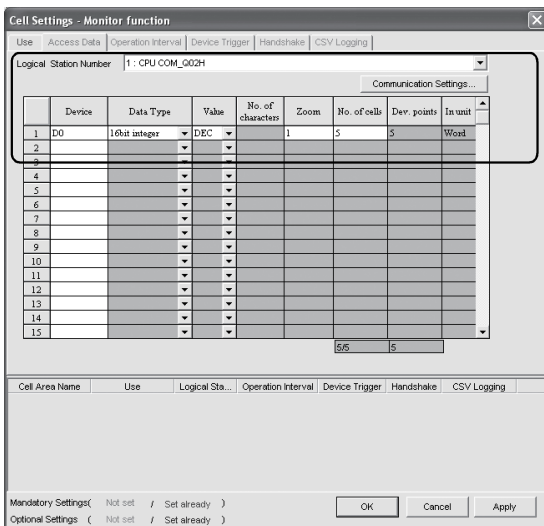 Cell Settings - Monitor function
Use Access Data Operation Interval Device Trigger Handshake CSV Logging
Logical Station Number 1 : CPU COM_Q02H
Communication Settings...
Device Data Type Value No. of characters Zoom No. of cells Dev. points In unit
1 D0 16bit integer DEC 1 5 5 Word
2
3
4
5
6
7
8
9
10
11
12
13
14
15
5/5 5
Cell Area Name Use Logical Sta... Operation Interval Device Trigger Handshake CSV Logging
Mandatory Settings( Not set / Set already )
Optional Settings ( Not set / Set already )
OK Cancel Apply